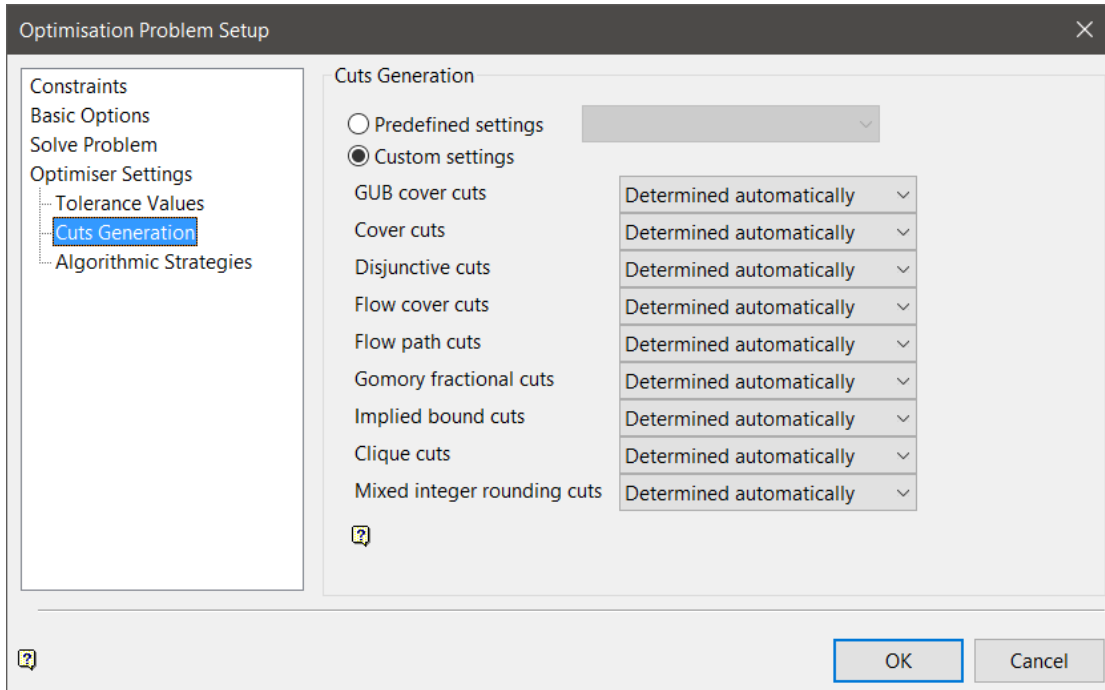 Optimisation Problem Setup
Constraints
Basic Options
Solve Problem
Optimiser Settings
Tolerance Values
Cuts Generation
Algorithmic Strategies
Cuts Generation
Predefined settings
Custom settings
GUB cover cuts Determined automatically
Cover cuts Determined automatically
Disjunctive cuts Determined automatically
Flow cover cuts Determined automatically
Flow path cuts Determined automatically
Gomory fractional cuts Determined automatically
Implied bound cuts Determined automatically
Clique cuts Determined automatically
Mixed integer rounding cuts Determined automatically
?
?
OK Cancel